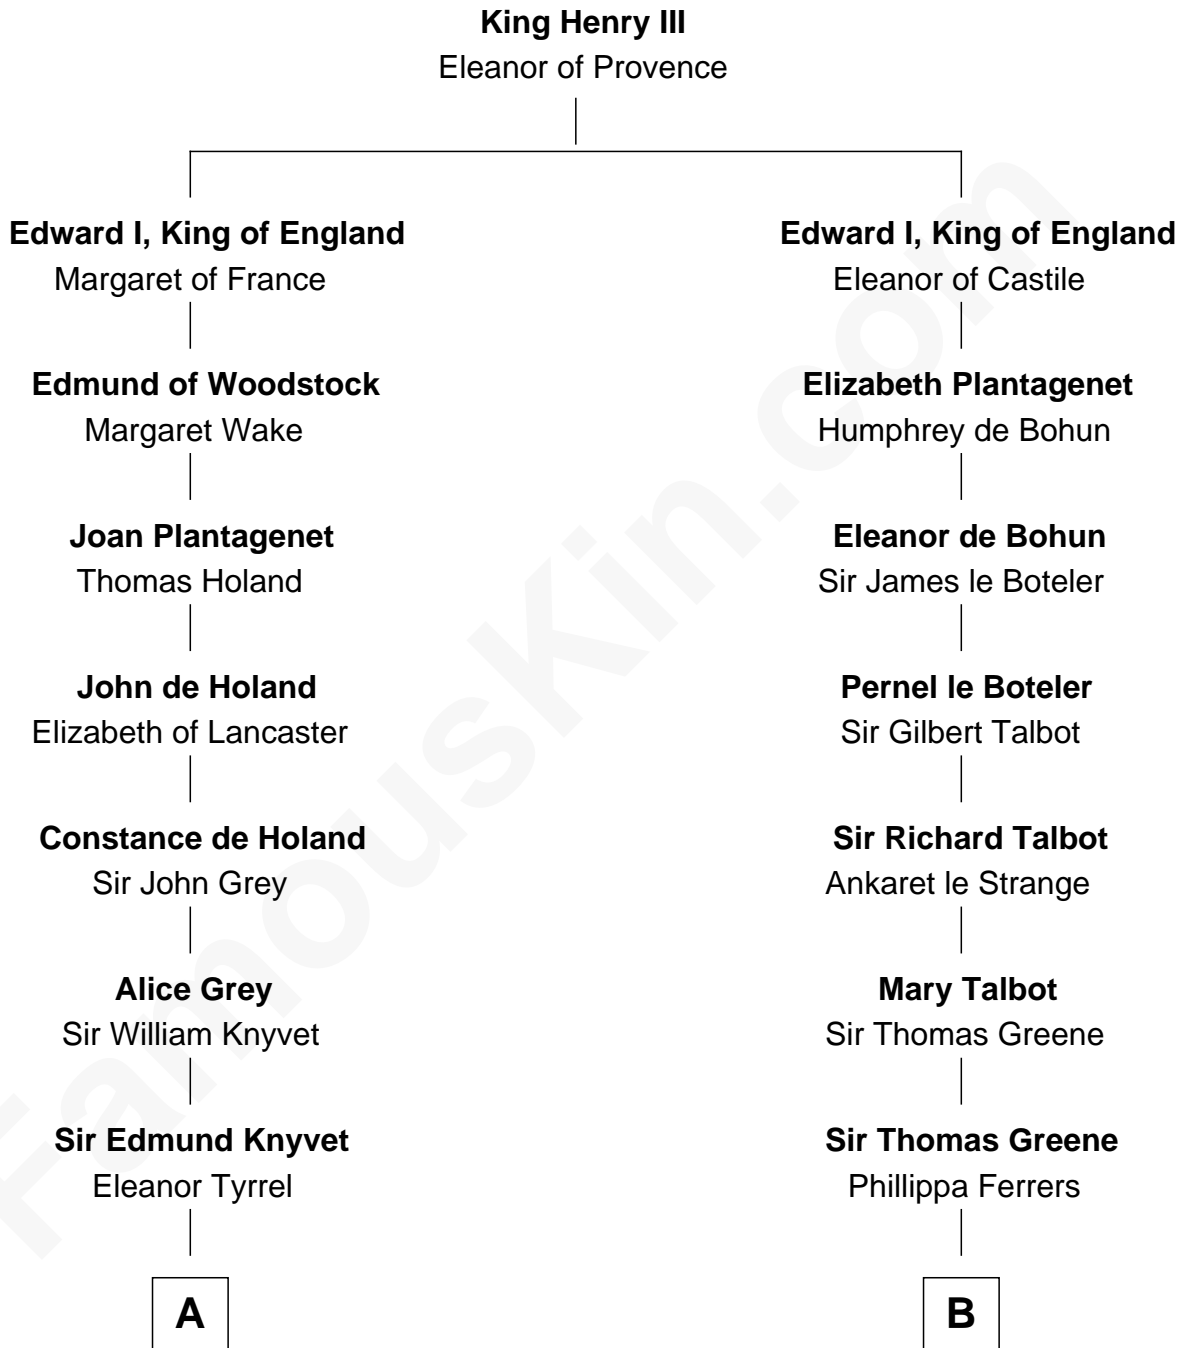 King Henry III
Eleanor of Provence
Edward I, King of England
Margaret of France
Edward I, King of England
Eleanor of Castile
Edmund of Woodstock
Margaret Wake
Elizabeth Plantagenet
Humphrey de Bohun
Joan Plantagenet
Thomas Holand
Eleanor de Bohun
Sir James le Boteler
John de Holand
Elizabeth of Lancaster
Pernel le Boteler
Sir Gilbert Talbot
Constance de Holand
Sir John Grey
Sir Richard Talbot
Ankaret le Strange
Alice Grey
Sir William Knyvet
Mary Talbot
Sir Thomas Greene
Sir Edmund Knyvet
Eleanor Tyrrel
Sir Thomas Greene
Phillippa Ferrers
A
B
FamousKin.com